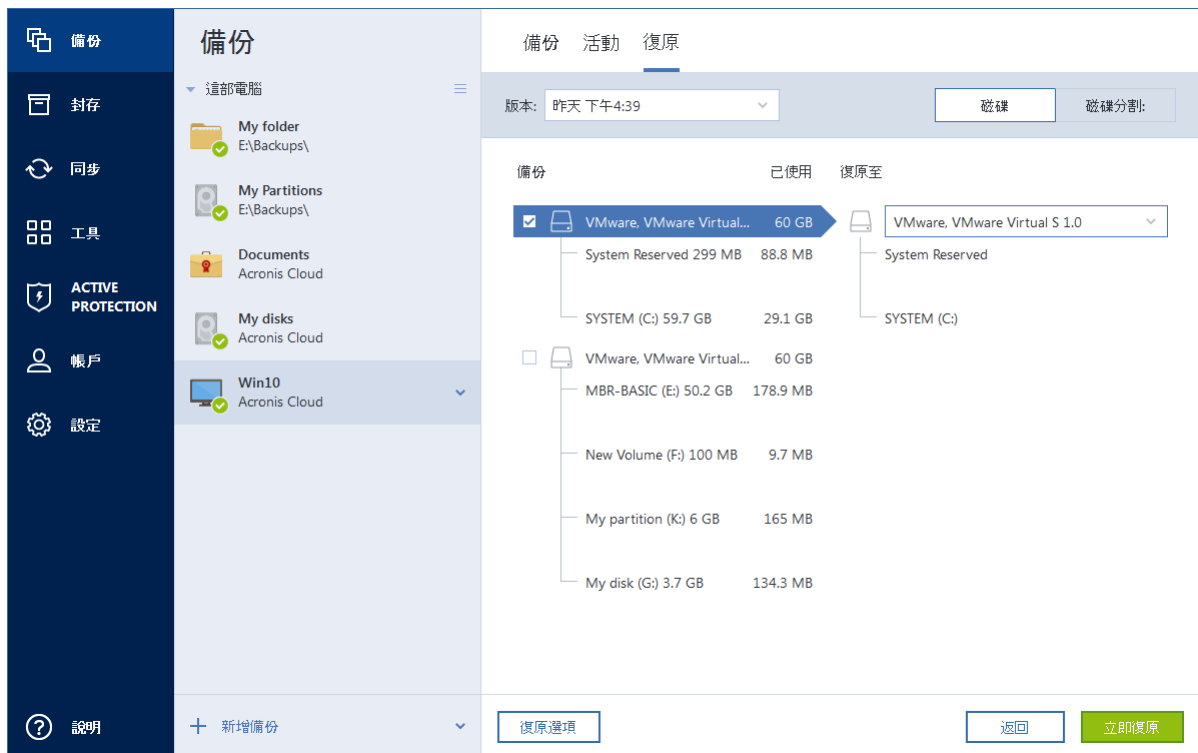 備份
封存
同步
工具
ACTIVE
PROTECTION
帳戶
設定
說明
備份
這部電腦
My folder
E:\Backups\
My Partitions
E:\Backups\
Documents
Acronis Cloud
My disks
Acronis Cloud
Win10
Acronis Cloud
新增備份
備份 活動 復原
版本: 昨天 下午4:39 磁碟 磁碟分割:
備份 已使用 復原至
VMware, VMware Virtual... 60 GB VMware, VMware Virtual S 1.0
System Reserved 299 MB 88.8 MB System Reserved
SYSTEM (C:) 59.7 GB 29.1 GB SYSTEM (C:)
VMware, VMware Virtual... 60 GB
MBR-BASIC (E:) 50.2 GB 178.9 MB
New Volume (F:) 100 MB 9.7 MB
My partition (K:) 6 GB 165 MB
My disk (G:) 3.7 GB 134.3 MB
復原選項 返回 立即復原